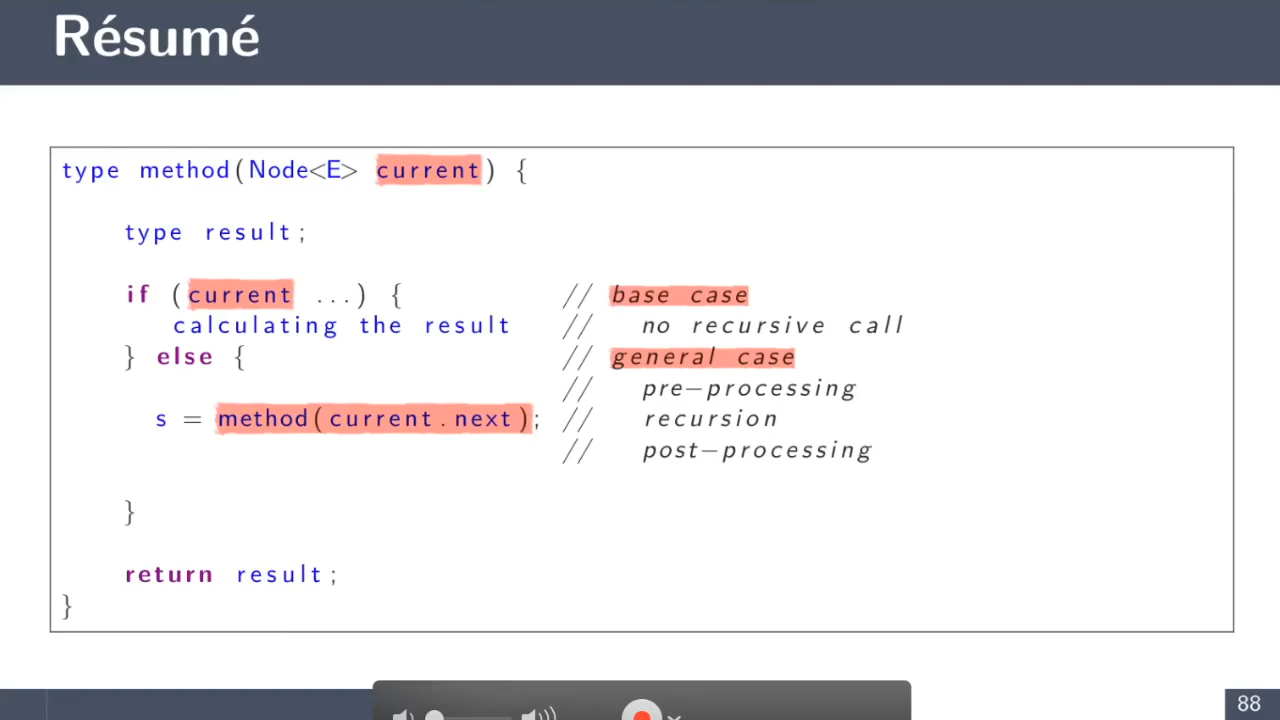 Résumé
type method(Node<E> current) {
type result;
if (current ...) { // base case
calculating the result // no recursive call
} else { // general case
// pre-processing
s = method(current.next); // recursion
// post-processing
}
return result;
}
88